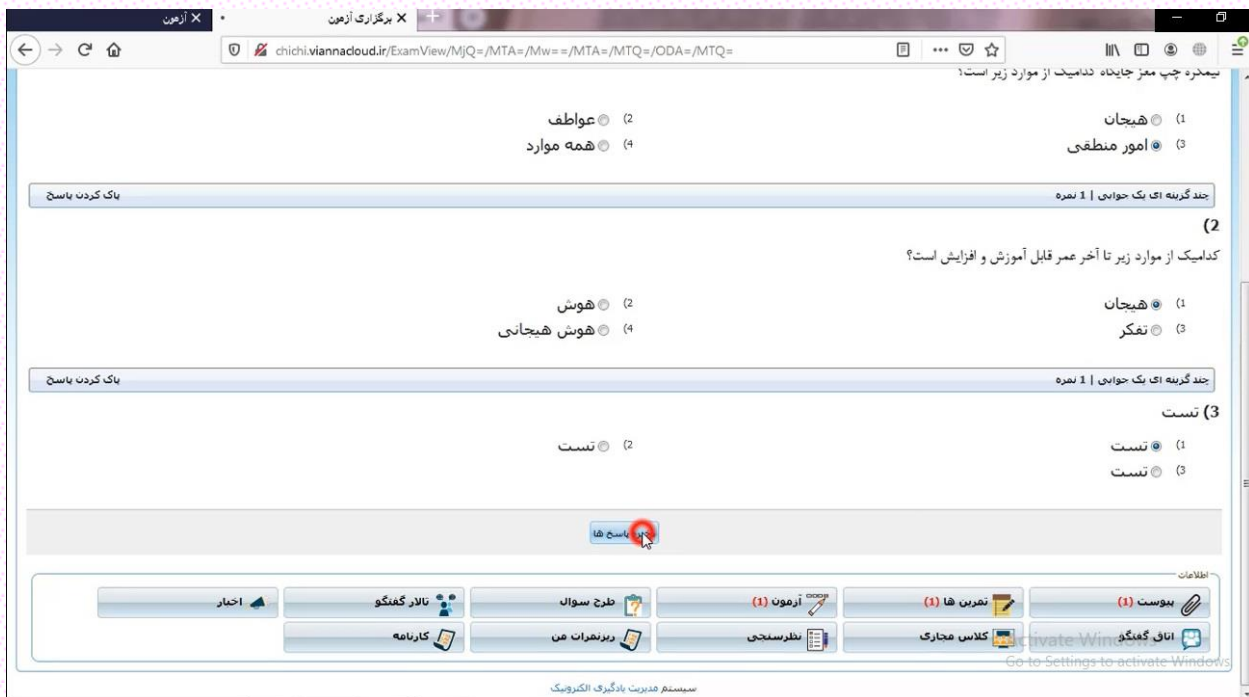 آزمون
برگزاری آزمون
chichi.viannacloud.ir/ExamView/MjQ=/MTA=/Mw==/MTA=/MTQ=/ODA=/MTQ=
نیمکره چپ مغز جایگاه کدامیک از موارد زیر است؟
1) هیجان 2) عواطف
3) امور منطقی 4) همه موارد
چند گزینه ای یک جوابی | 1 نمره پاک کردن پاسخ
2)
کدامیک از موارد زیر تا آخر عمر قابل آموزش و افزایش است؟
1) هیجان 2) هوش
3) تفکر 4) هوش هیجانی
چند گزینه ای یک جوابی | 1 نمره پاک کردن پاسخ
3) تست
1) تست 2) تست
3) تست
پاسخ ها
اطلاعات
پیوست (1) تمرین ها (1) آزمون (1) طرح سوال تالار گفتگو اخبار
اتاق گفتگو کلاس مجازی نظرسنجی ریزنمرات من کارنامه
Activate Windows
Go to Settings to activate Windows.
سیستم مدیریت یادگیری الکترونیک